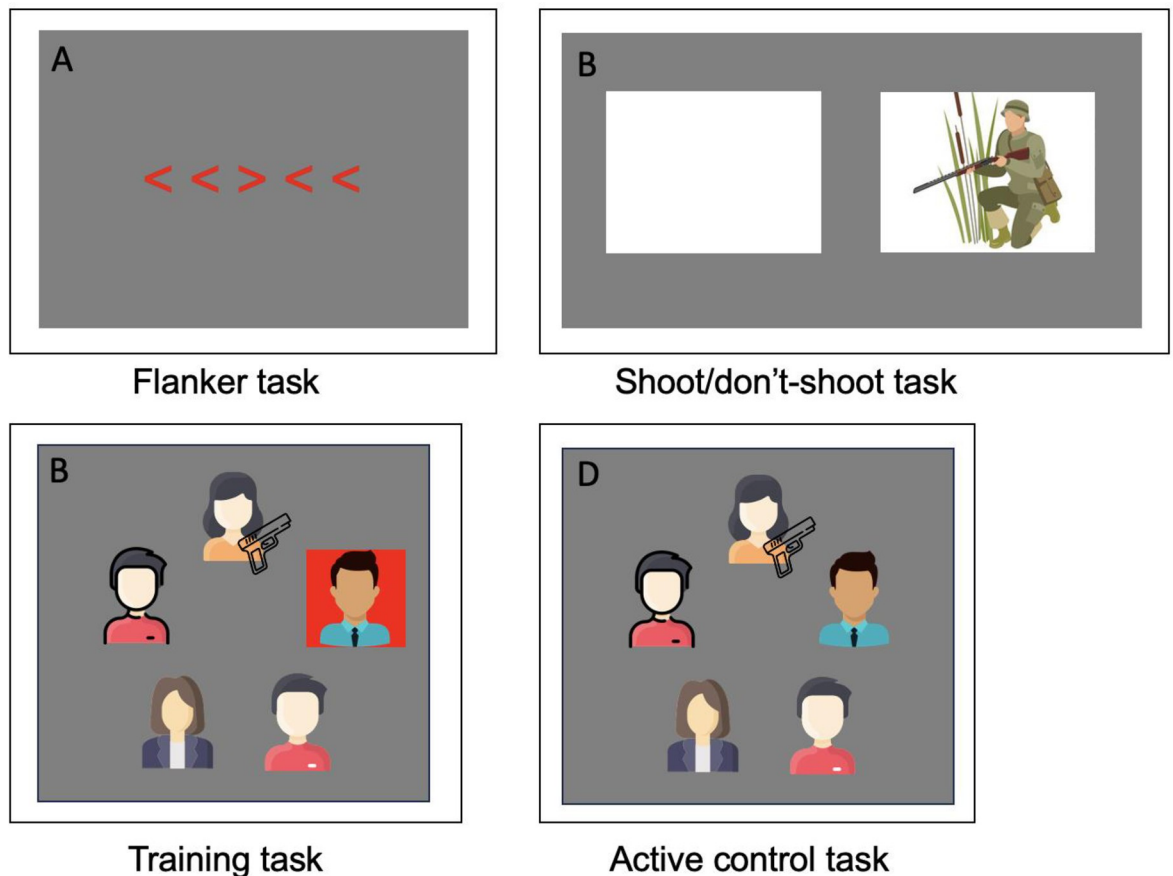 A
< < > < <
Flanker task
B
Shoot/don't-shoot task
B
Training task
D
Active control task